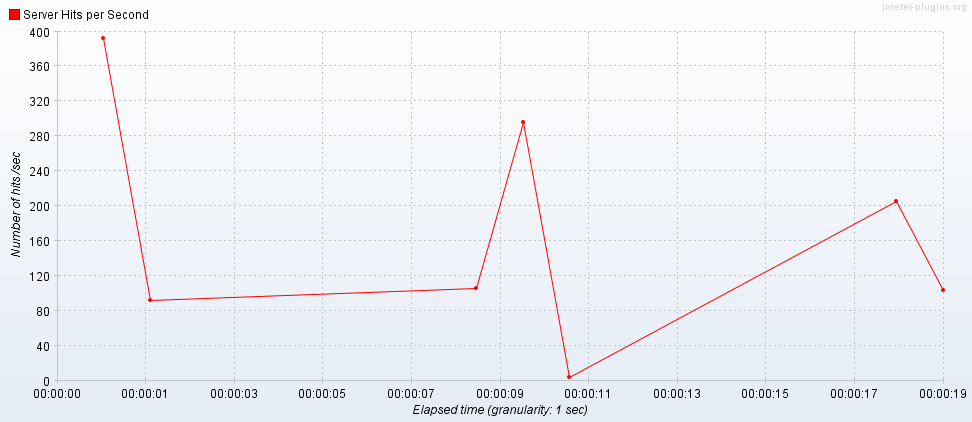 jmeter-plugins.org
Server Hits per Second
400
360
320
280
240
200
160
120
80
40
0
Number of hits /sec
00:00:00 00:00:01 00:00:03 00:00:05 00:00:07 00:00:09 00:00:11 00:00:13 00:00:15 00:00:17 00:00:19
Elapsed time (granularity: 1 sec)